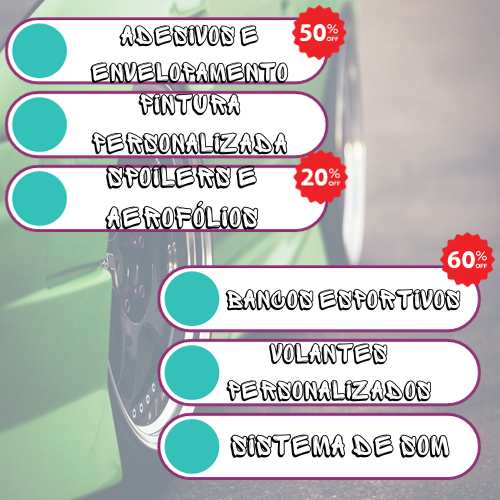 50% OFF
ADESIVOS E
ENVELOPAMENTO
PINTURA
PERSONALIZADA
SPOILERS E
AEROFÓLIOS
20% OFF
60% OFF
BANCOS ESPORTIVOS
VOLANTES
PERSONALIZADOS
SISTEMA DE SOM